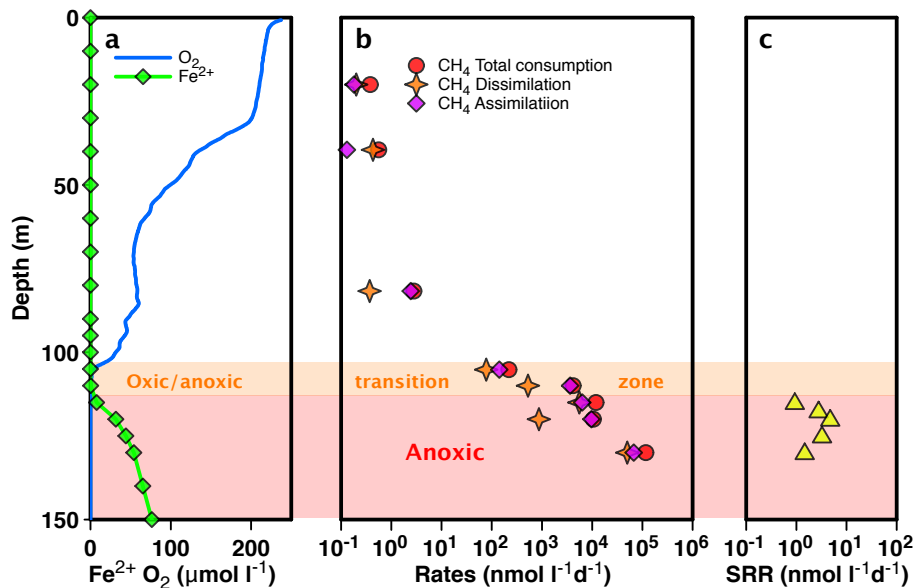 a
b
c
O₂
Fe²⁺
CH₄ Total consumption
CH₄ Dissimilation
CH₄ Assimilatiion
Depth (m)
0
50
100
150
Oxic/anoxic transition zone
Anoxic
0 100 200
10⁻¹ 10⁰ 10¹ 10² 10³ 10⁴ 10⁵ 10⁶
10⁻¹ 10⁰ 10¹ 10²
Fe²⁺ O₂ (µmol l⁻¹)
Rates (nmol l⁻¹d⁻¹)
SRR (nmol l⁻¹d⁻¹)